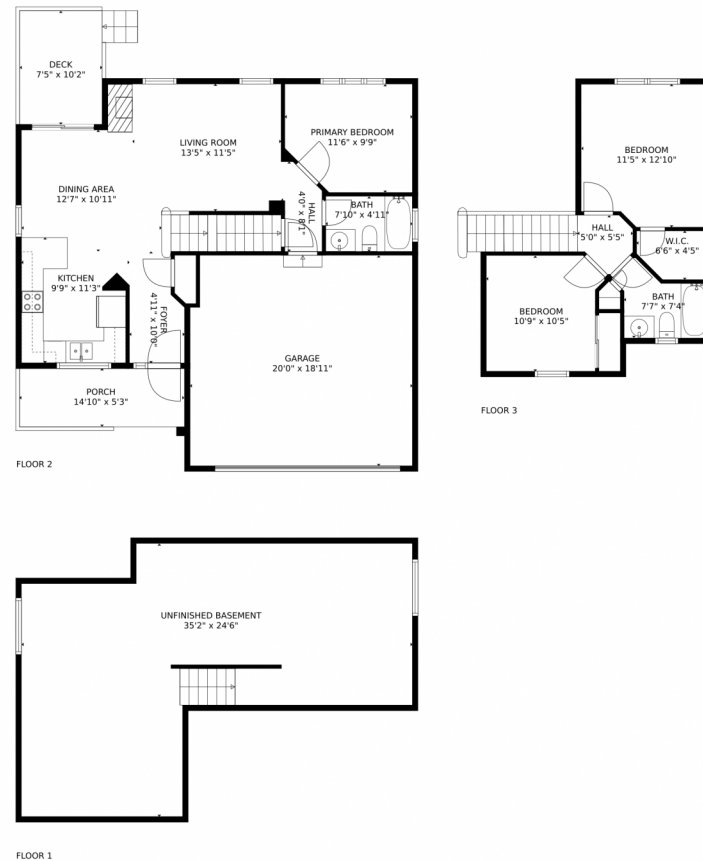 DECK
7'5" x 10'2"
LIVING ROOM
13'5" x 11'5"
PRIMARY BEDROOM
11'6" x 9'9"
DINING AREA
12'7" x 10'11"
HALL
4'0" x 8'1"
BATH
7'10" x 4'11"
KITCHEN
9'9" x 11'3"
FOYER
4'11" x 10'0"
GARAGE
20'0" x 18'11"
PORCH
14'10" x 5'3"
FLOOR 2
BEDROOM
11'5" x 12'10"
HALL
5'0" x 5'5"
W.I.C.
6'6" x 4'5"
BATH
7'7" x 7'4"
BEDROOM
10'9" x 10'5"
FLOOR 3
UNFINISHED BASEMENT
35'2" x 24'6"
FLOOR 1